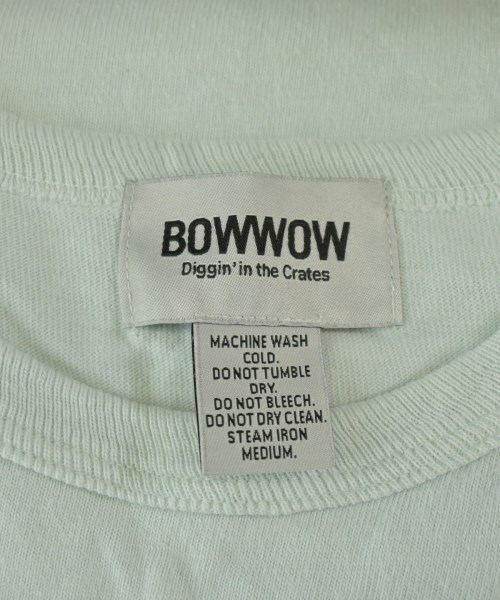 BOWWOW
Diggin' in the Crates
MACHINE WASH
COLD.
DO NOT TUMBLE
DRY.
DO NOT BLEECH.
DO NOT DRY CLEAN.
STEAM IRON
MEDIUM.